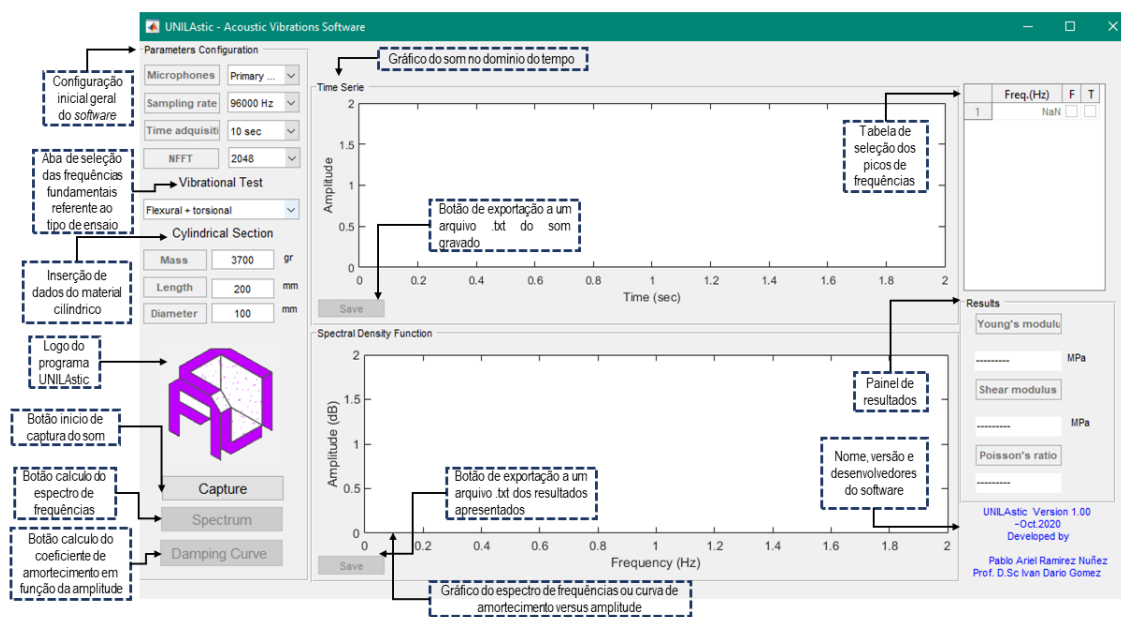 UNILAstic - Acoustic Vibrations Software
Parameters Configuration
Microphones
Primary ...
Sampling rate
96000 Hz
Time adquisiti
10 sec
NFFT
2048
Vibrational Test
Flexural + torsional
Cylindrical Section
Mass
3700
gr
Length
200
mm
Diameter
100
mm
Capture
Spectrum
Damping Curve
Configuração
inicial geral
do software
Aba de seleção
das frequências
fundamentais
referente ao
tipo de ensaio
Inserção de
dados do material
cilíndrico
Logo do
programa
UNILAstic
Botão inicio de
captura do som
Botão calculo do
espectro de
frequências
Botão calculo do
coeficiente de
amortecimento em
função da amplitude
Gráfico do som no domínio do tempo
Time Serie
2
1.5
1
0.5
0
Amplitude
0 0.2 0.4 0.6 0.8 1 1.2 1.4 1.6 1.8 2
Time (sec)
Save
Botão de exportação a um
arquivo .txt do som
gravado
Tabela de
seleção dos
picos de
frequências
Spectral Density Function
2
1.5
1
0.5
0
Amplitude (dB)
0 0.2 0.4 0.6 0.8 1 1.2 1.4 1.6 1.8 2
Frequency (Hz)
Save
Botão de exportação a um
arquivo .txt dos resultados
apresentados
Painel de
resultados
Nome, versão e
desenvolvedores
do software
Gráfico do espectro de frequências ou curva de
amortecimento versus amplitude
Freq.(Hz) F T
1 NaN
Results
Young's modulu
---------
MPa
Shear modulus
---------
MPa
Poisson's ratio
---------
UNILAstic Version 1.00
-Oct.2020
Developed by
Pablo Ariel Ramirez Nuñez
Prof. D.Sc Ivan Dario Gomez